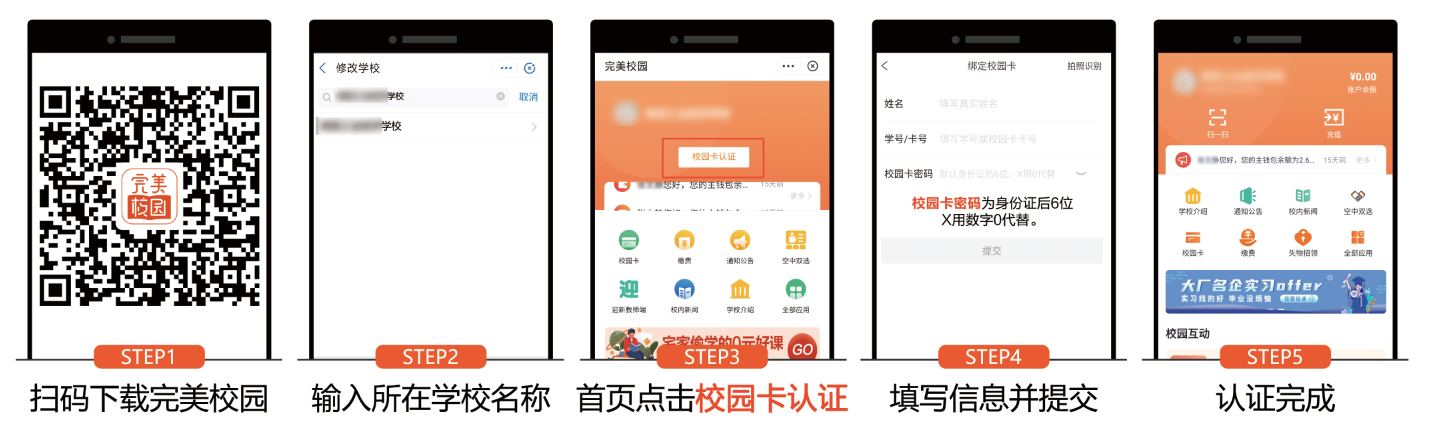 完美
校园
STEP1
扫码下载完美校园
修改学校
学校
取消
学校
STEP2
输入所在学校名称
完美校园
校园卡认证
您好，您的主钱包余... 15天前
更多
校园卡
缴费
通知公告
空中双选
迎
迎新教师端
校内新闻
学校介绍
全部应用
宅家偷学的0元好课 GO
STEP3
首页点击校园卡认证
绑定校园卡
拍照识别
姓名 填写真实姓名
学号/卡号 填写学号或校园卡卡号
校园卡密码 默认身份证后6位，X用0代替
校园卡密码为身份证后6位
X用数字0代替。
提交
STEP4
填写信息并提交
¥0.00
账户余额
扫一扫
充值
您好，您的主钱包余额为2.6... 15天前 更多
学校介绍
通知公告
校内新闻
空中双选
校园卡
缴费
失物招领
全部应用
大厂名企实习offer
实习找的好 毕业没烦恼
校园互动
STEP5
认证完成